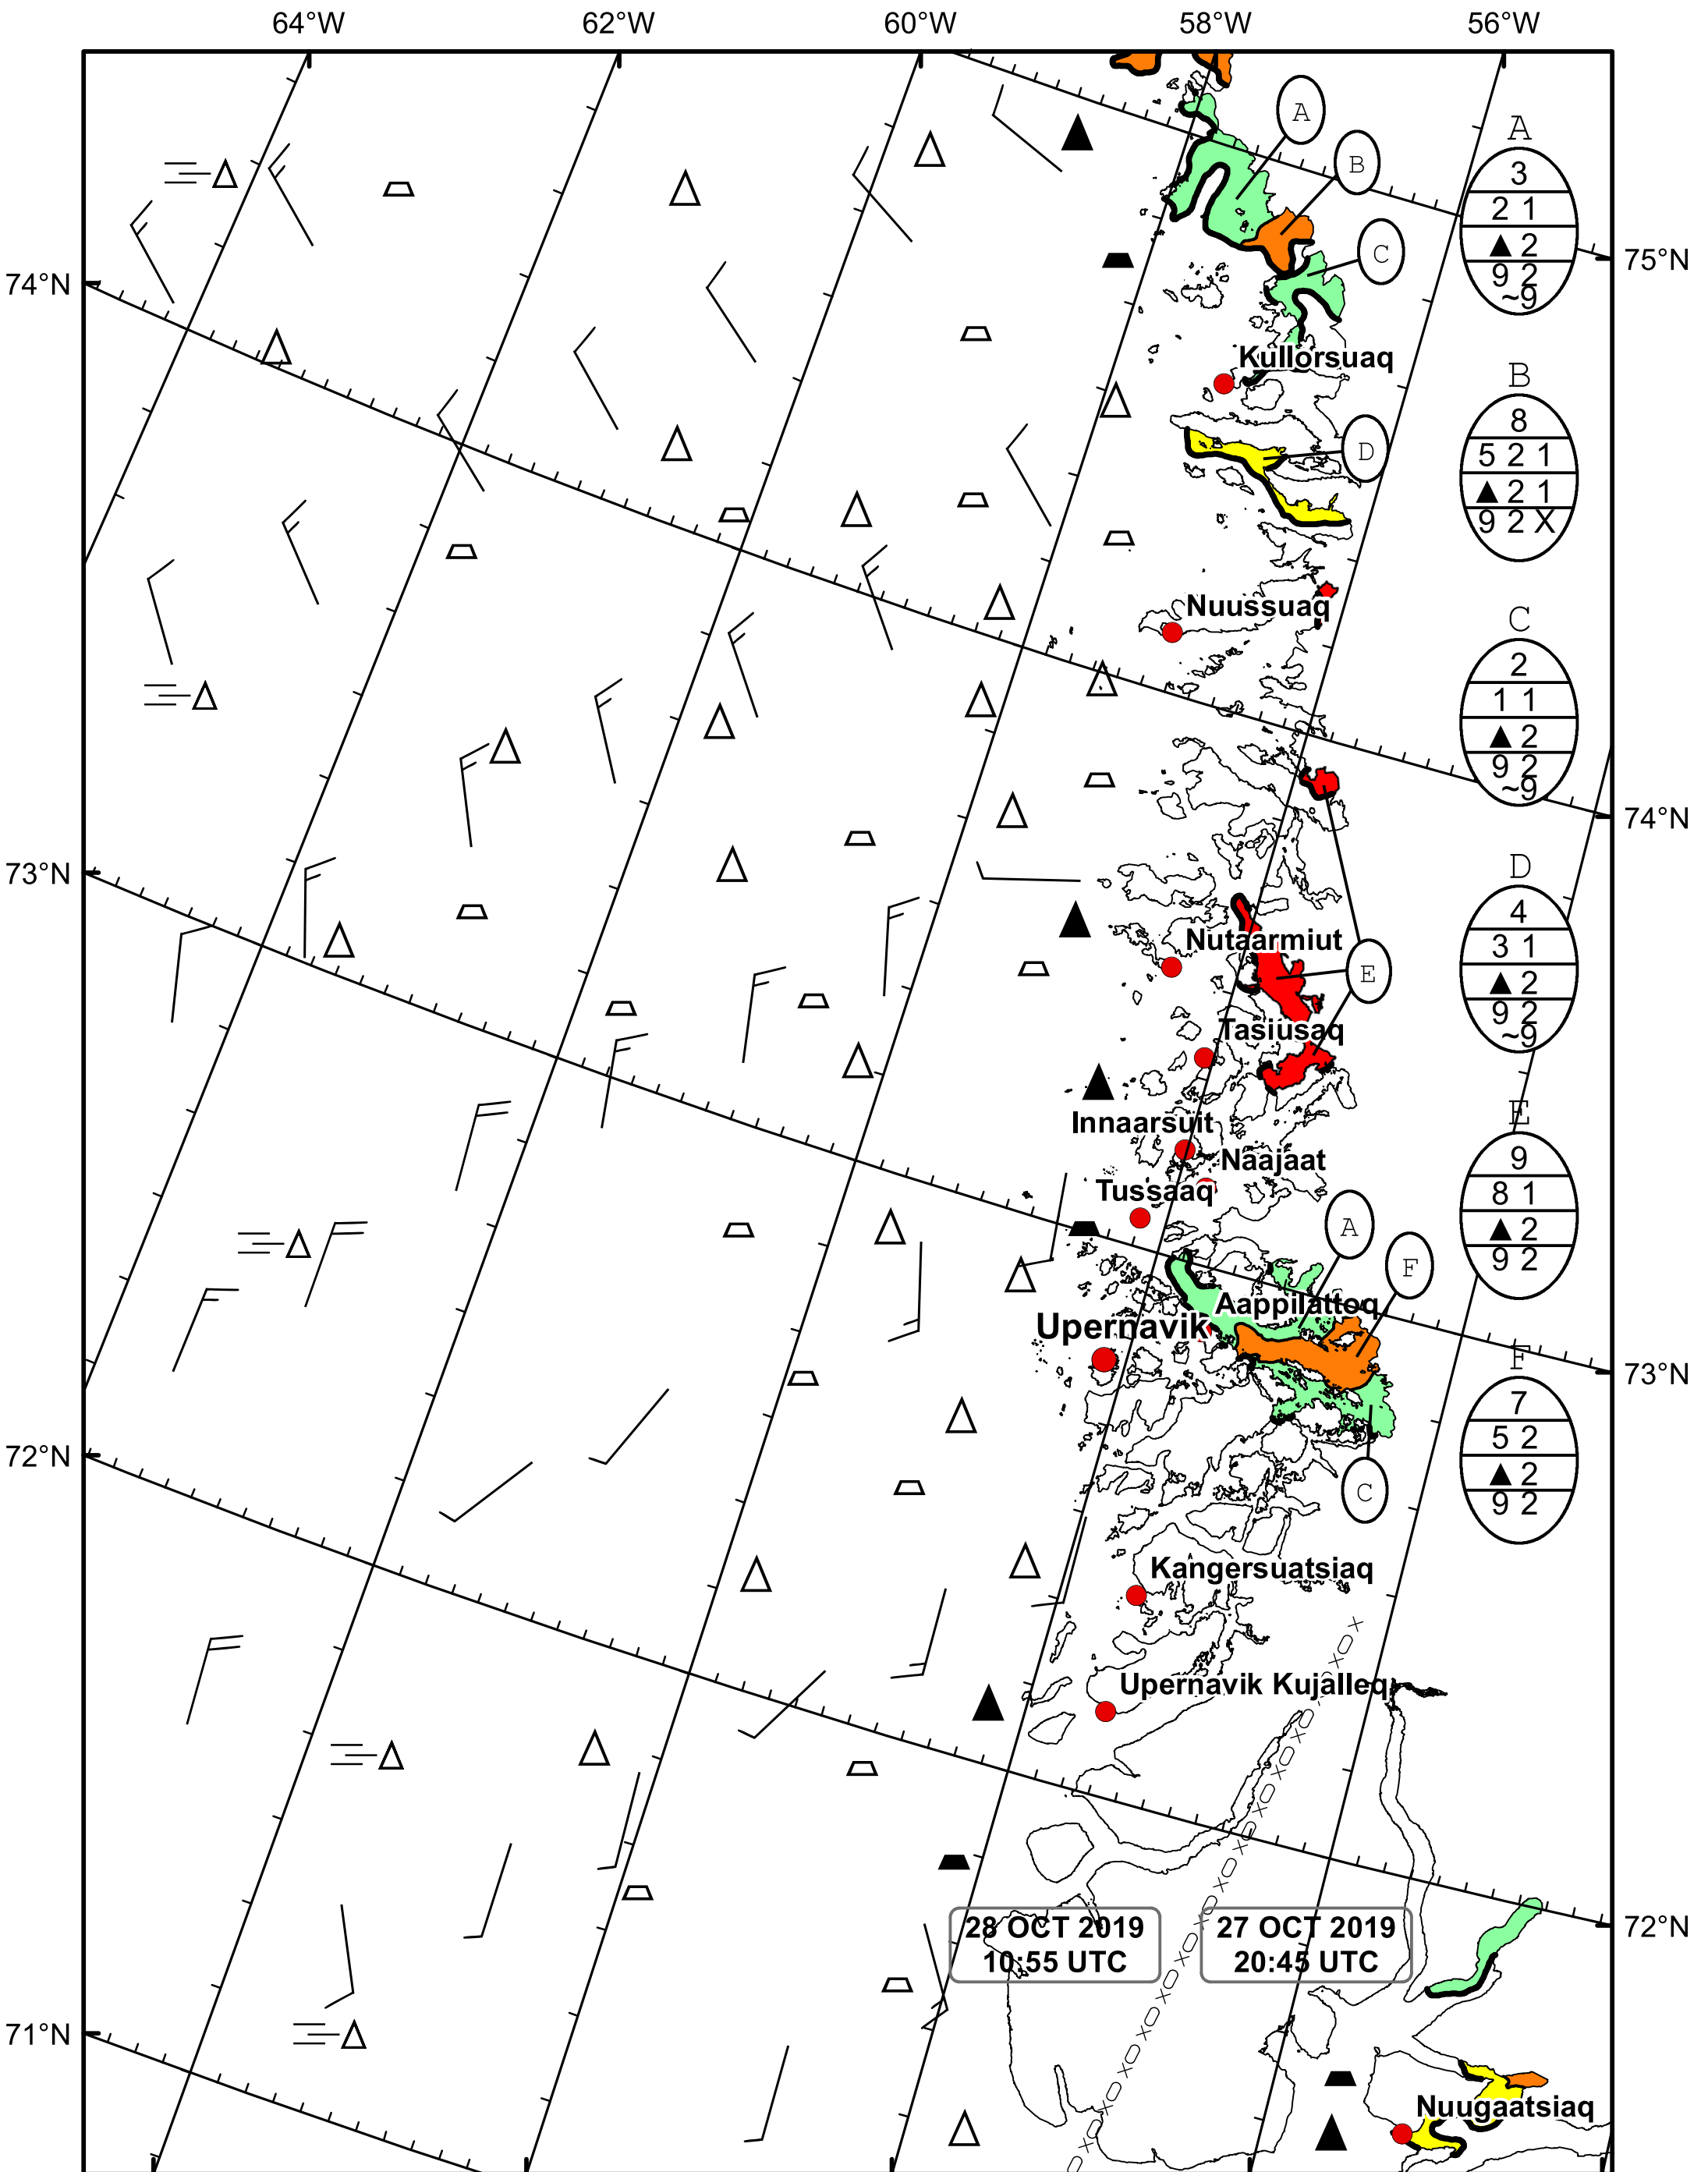 64°W 62°W 60°W 58°W 56°W
A
A
3
B
2 1
▲ 2
C
75°N
9 2
~9
74°N
Kullorsuaq
B
8
D
5 2 1
▲ 2 1
9 2 X
Nuussuaq
C
2
1 1
▲ 2
9 2
~9
74°N
73°N
D
4
Nutaarmiut
3 1
E
▲ 2
9 2
~9
Tasiusaq
Innaarsuit
E
Naajaat
9
Tussaaq
8 1
A
▲ 2
9 2
F
Aappilattoq
Upernavik
F
73°N
7
5 2
72°N
▲ 2
C
9 2
Kangersuatsiaq
Upernavik Kujalleq
28 OCT 2019
10:55 UTC
27 OCT 2019
20:45 UTC
72°N
71°N
Nuugaatsiaq